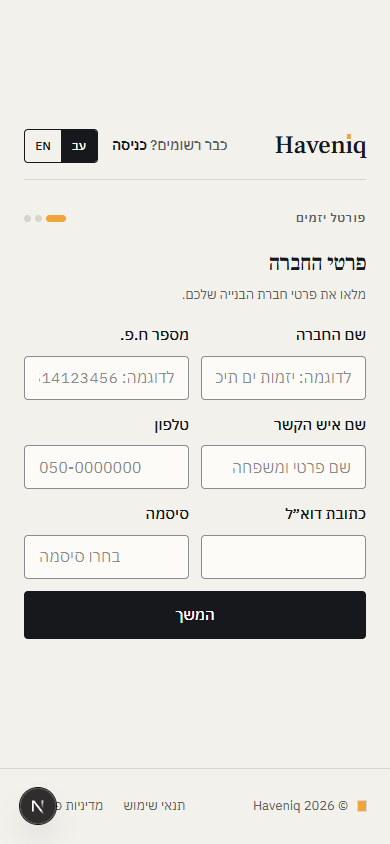 Haveniq
כבר רשומים? כניסה
עב EN
פורטל יזמים
פרטי החברה
מלאו את פרטי חברת הבנייה שלכם.
שם החברה
מספר ח.פ.
לדוגמה: יזמות ים
לדוגמה: 514123456
שם איש הקשר
טלפון
שם פרטי ומשפחה
050-0000000
כתובת דוא״ל
סיסמה
בחרו סיסמה
המשך
© 2026 Haveniq
תנאי שימוש
מדיניות
N